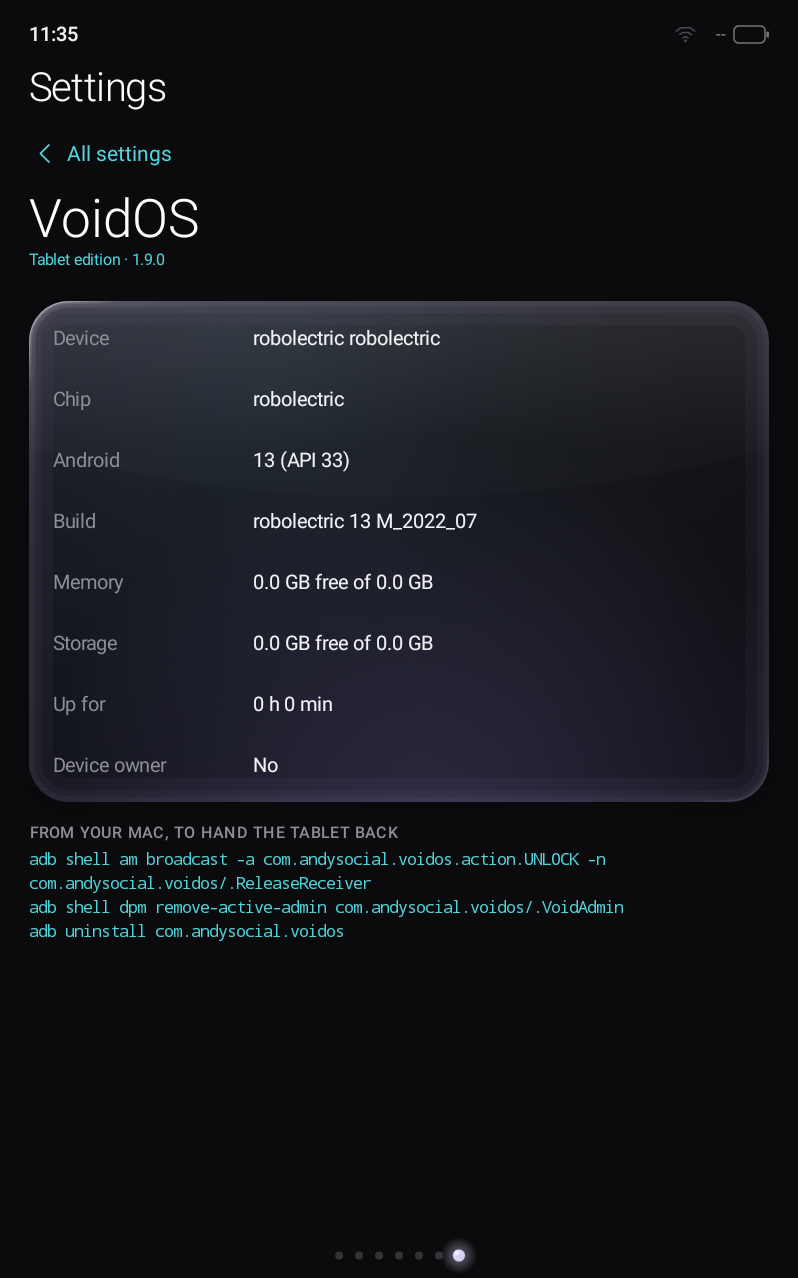 11:35
--
Settings
All settings
VoidOS
Tablet edition · 1.9.0
Device robolectric robolectric
Chip robolectric
Android 13 (API 33)
Build robolectric 13 M_2022_07
Memory 0.0 GB free of 0.0 GB
Storage 0.0 GB free of 0.0 GB
Up for 0 h 0 min
Device owner No
FROM YOUR MAC, TO HAND THE TABLET BACK
adb shell am broadcast -a com.andysocial.voidos.action.UNLOCK -n
com.andysocial.voidos/.ReleaseReceiver
adb shell dpm remove-active-admin com.andysocial.voidos/.VoidAdmin
adb uninstall com.andysocial.voidos